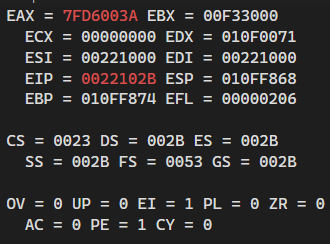 EAX = 7FD6003A EBX = 00F33000
ECX = 00000000 EDX = 010F0071
ESI = 00221000 EDI = 00221000
EIP = 0022102B ESP = 010FF868
EBP = 010FF874 EFL = 00000206
CS = 0023 DS = 002B ES = 002B
SS = 002B FS = 0053 GS = 002B
OV = 0 UP = 0 EI = 1 PL = 0 ZR = 0
AC = 0 PE = 1 CY = 0